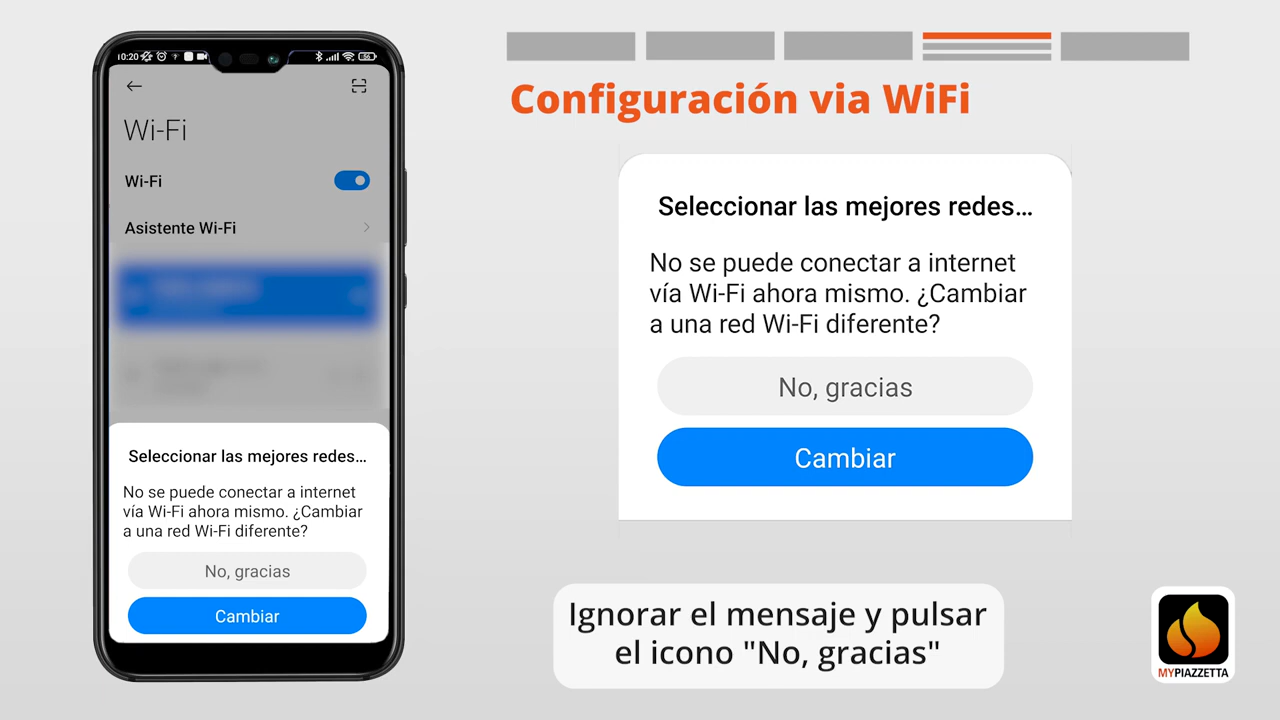 10:20
Wi-Fi
Wi-Fi
Asistente Wi-Fi
Seleccionar las mejores redes...
No se puede conectar a internet
vía Wi-Fi ahora mismo. ¿Cambiar
a una red Wi-Fi diferente?
No, gracias
Cambiar
Configuración via WiFi
Seleccionar las mejores redes...
No se puede conectar a internet
vía Wi-Fi ahora mismo. ¿Cambiar
a una red Wi-Fi diferente?
No, gracias
Cambiar
Ignorar el mensaje y pulsar
el icono "No, gracias"
MYPIAZZETTA